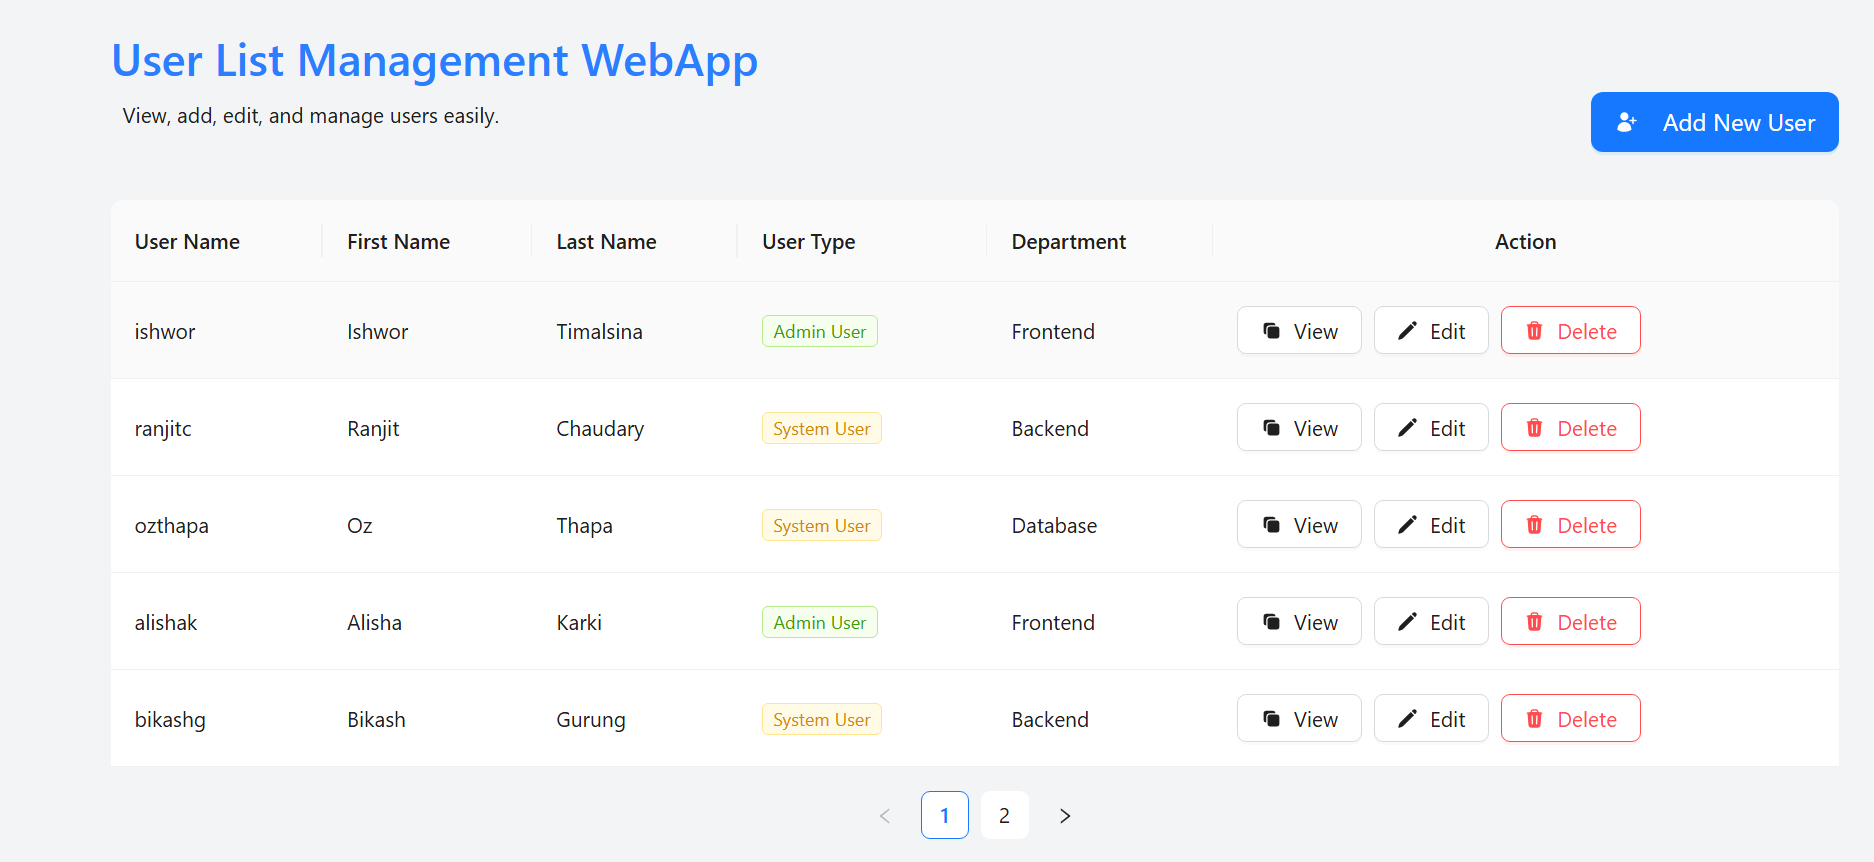 User List Management WebApp
View, add, edit, and manage users easily.
Add New User
User Name First Name Last Name User Type Department Action
ishwor Ishwor Timalsina Admin User Frontend View Edit Delete
ranjitc Ranjit Chaudary System User Backend View Edit Delete
ozthapa Oz Thapa System User Database View Edit Delete
alishak Alisha Karki Admin User Frontend View Edit Delete
bikashg Bikash Gurung System User Backend View Edit Delete
< 1 2 >